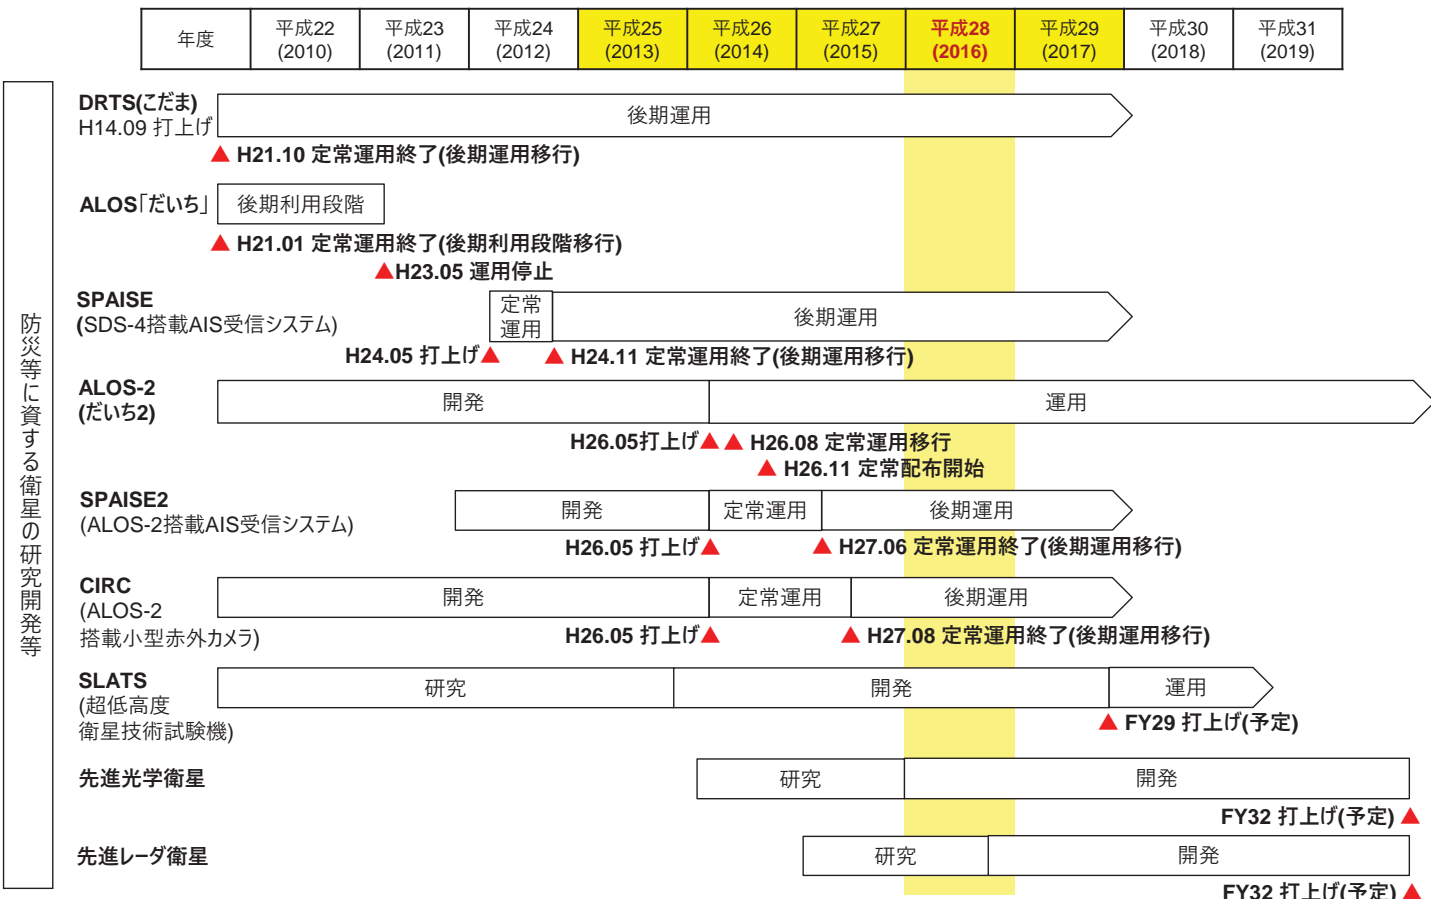 年度
平成22
(2010)
平成23
(2011)
平成24
(2012)
平成25
(2013)
平成26
(2014)
平成27
(2015)
平成28
(2016)
平成29
(2017)
平成30
(2018)
平成31
(2019)
防災等に資する衛星の研究開発等
DRTS(こだま)
H14.09 打上げ
後期運用
▲ H21.10 定常運用終了(後期運用移行)
ALOS「だいち」
後期利用段階
▲ H21.01 定常運用終了(後期利用段階移行)
▲H23.05 運用停止
SPAISE
(SDS-4搭載AIS受信システム)
定常
運用
後期運用
H24.05 打上げ▲
▲ H24.11 定常運用終了(後期運用移行)
ALOS-2
(だいち2)
開発
運用
H26.05打上げ▲
▲ H26.08 定常運用移行
▲ H26.11 定常配布開始
SPAISE2
(ALOS-2搭載AIS受信システム)
開発
定常運用
後期運用
H26.05 打上げ▲
▲ H27.06 定常運用終了(後期運用移行)
CIRC
(ALOS-2
搭載小型赤外カメラ)
開発
定常運用
後期運用
H26.05 打上げ▲
▲ H27.08 定常運用終了(後期運用移行)
SLATS
(超低高度
衛星技術試験機)
研究
開発
運用
▲ FY29 打上げ(予定)
先進光学衛星
研究
開発
FY32 打上げ(予定) ▲
先進レーダ衛星
研究
開発
FY32 打上げ(予定) ▲